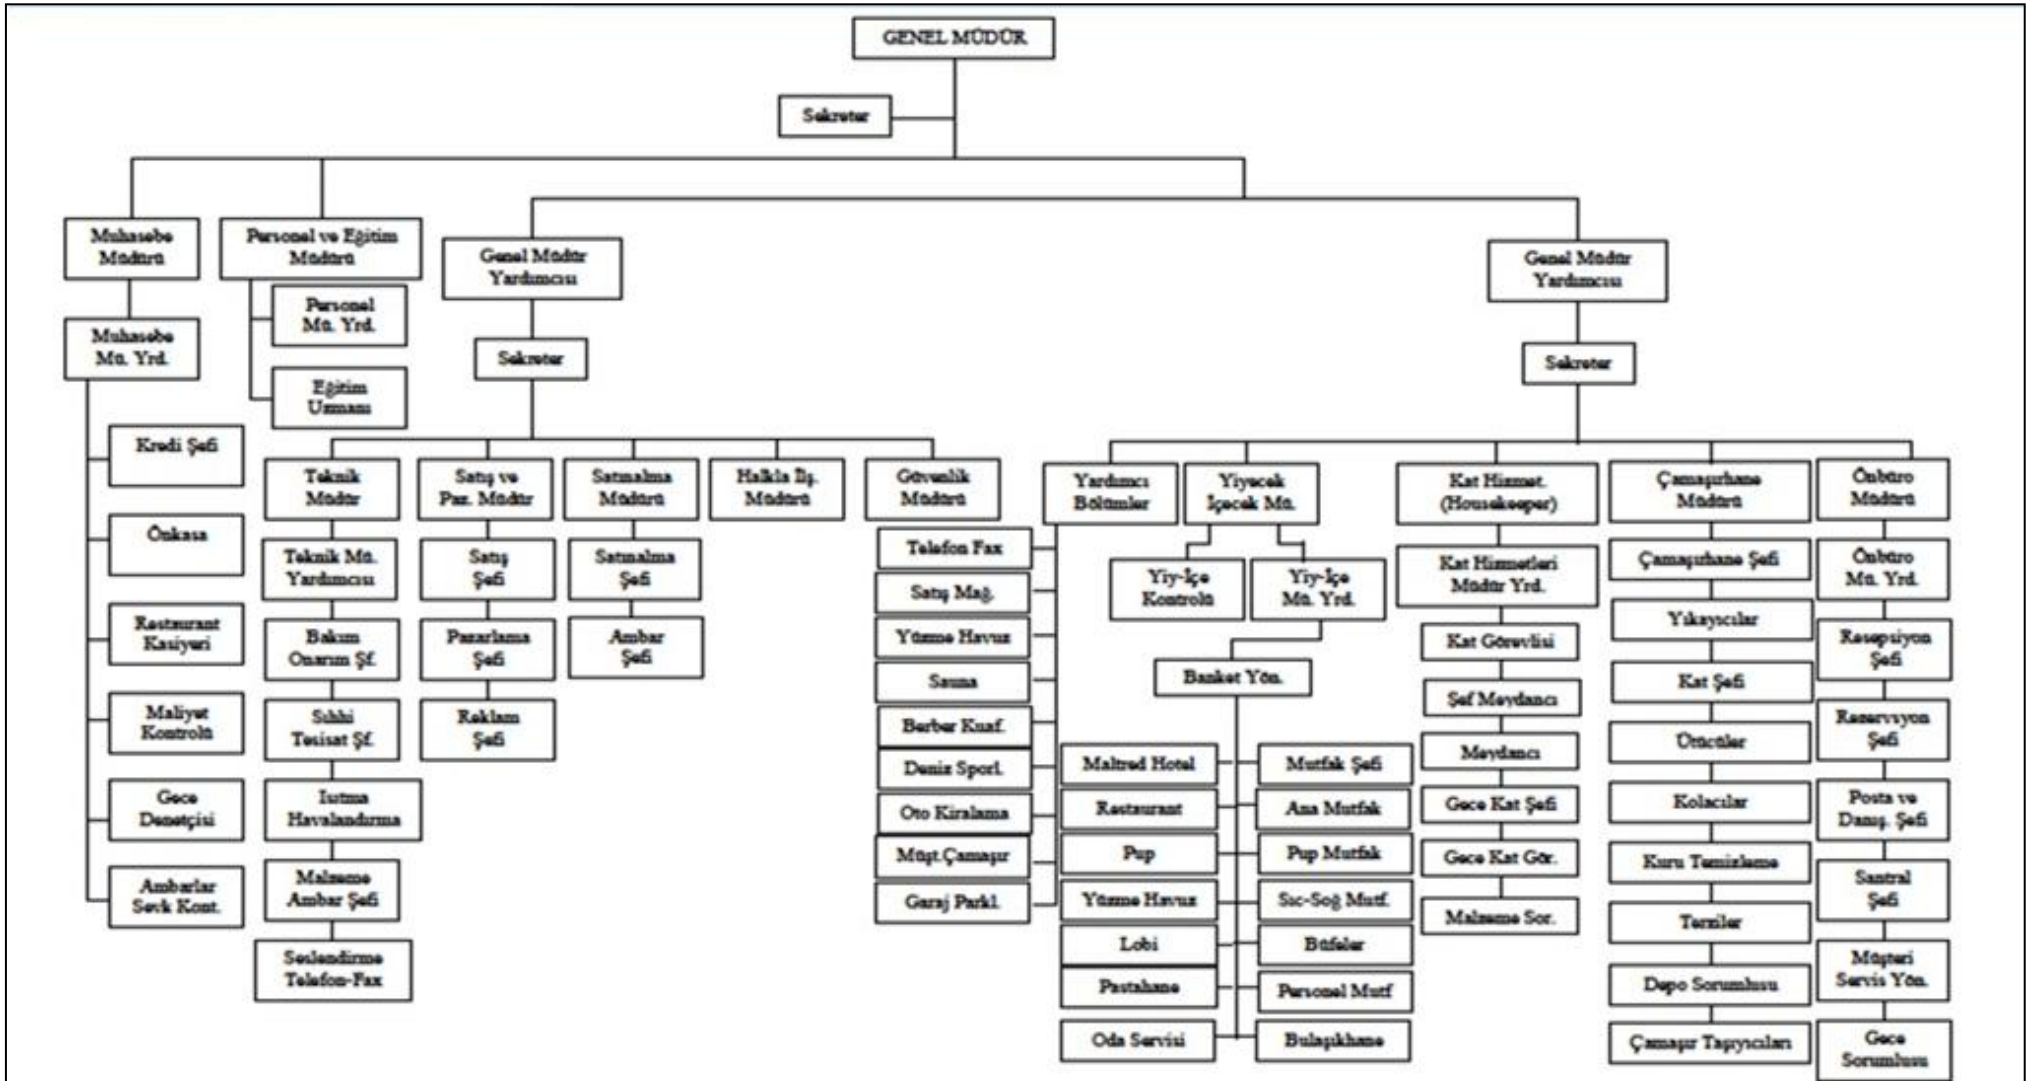 GENEL MÜDÜR
Sekreter
Muhasebe
Müdürü
Personel ve Eğitim
Müdürü
Genel Müdür
Yardımcısı
Genel Müdür
Yardımcısı
Personel
Mü. Yrd.
Muhasebe
Mü. Yrd.
Sekreter
Sekreter
Eğitim
Uzmanı
Kredi Şefi
Önkasa
Restaurant
Kasiyeri
Maliyet
Kontrolü
Gece
Denetçisi
Ambarlar
Sevk Kont.
Teknik
Müdür
Teknik Mü.
Yardımcısı
Bakım
Onarım Şf.
Sıhhi
Tesisat Şf.
Isıtma
Havalandırma
Malzeme
Ambar Şefi
Seslendirme
Telefon-Fax
Satış ve
Paz. Müdür
Satış
Şefi
Pazarlama
Şefi
Reklam
Şefi
Satınalma
Müdürü
Satınalma
Şefi
Ambar
Şefi
Halkla İlş.
Müdürü
Güvenlik
Müdürü
Yardımcı
Bölümler
Telefon Fax
Satış Mağ.
Yüzme Havuz
Sauna
Berber Kuaf.
Deniz Sporl.
Oto Kiralama
Müşt.Çamaşır
Garaj Parkl.
Yiyecek
İçecek Mü.
Yiy-İçe
Kontrolü
Yiy-İçe
Mü. Yrd.
Banket Yön.
Maltred Hotel
Restaurant
Pup
Yüzme Havuz
Lobi
Pastahane
Oda Servisi
Mutfak Şefi
Ana Mutfak
Pup Mutfak
Sıc-Soğ Mutf.
Büfeler
Personel Mutf
Bulaşıkhane
Kat Hizmet.
(Housekeeper)
Kat Hizmetleri
Müdür Yrd.
Kat Görevlisi
Şef Meydancı
Meydancı
Gece Kat Şefi
Gece Kat Gör.
Malzeme Sor.
Çamaşırhane
Müdürü
Çamaşırhane Şefi
Yıkayıcılar
Kat Şefi
Ütücüler
Kolacılar
Kuru Temizleme
Terziler
Depo Sorumlusu
Çamaşır Taşıyıcıları
Önbüro
Müdürü
Önbüro
Mü. Yrd.
Resepsiyon
Şefi
Rezervsyon
Şefi
Posta ve
Danış. Şefi
Santral
Şefi
Müşteri
Servis Yön.
Gece
Sorumlusu